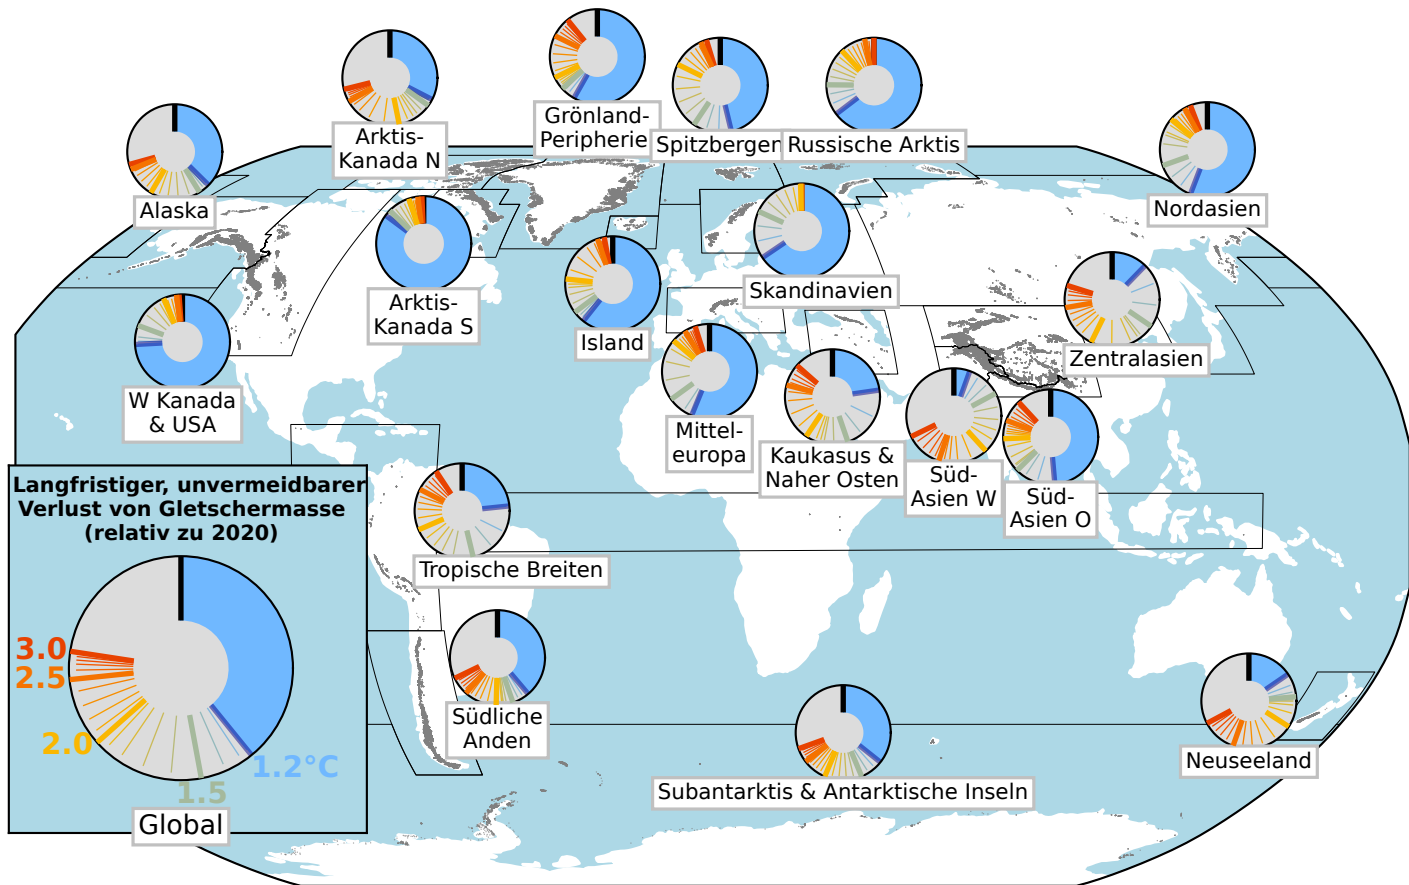 Arktis-
Kanada N
Grönland-
Peripherie
Spitzbergen
Russische Arktis
Alaska
Nordasien
Arktis-
Kanada S
Skandinavien
Island
Zentralasien
W Kanada
& USA
Mittel-
europa
Kaukasus &
Naher Osten
Süd-
Asien W
Süd-
Asien O
Langfristiger, unvermeidbarer
Verlust von Gletschermasse
(relativ zu 2020)
3.0
2.5
2.0
1.5
1.2°C
Global
Tropische Breiten
Südliche
Anden
Subantarktis & Antarktische Inseln
Neuseeland